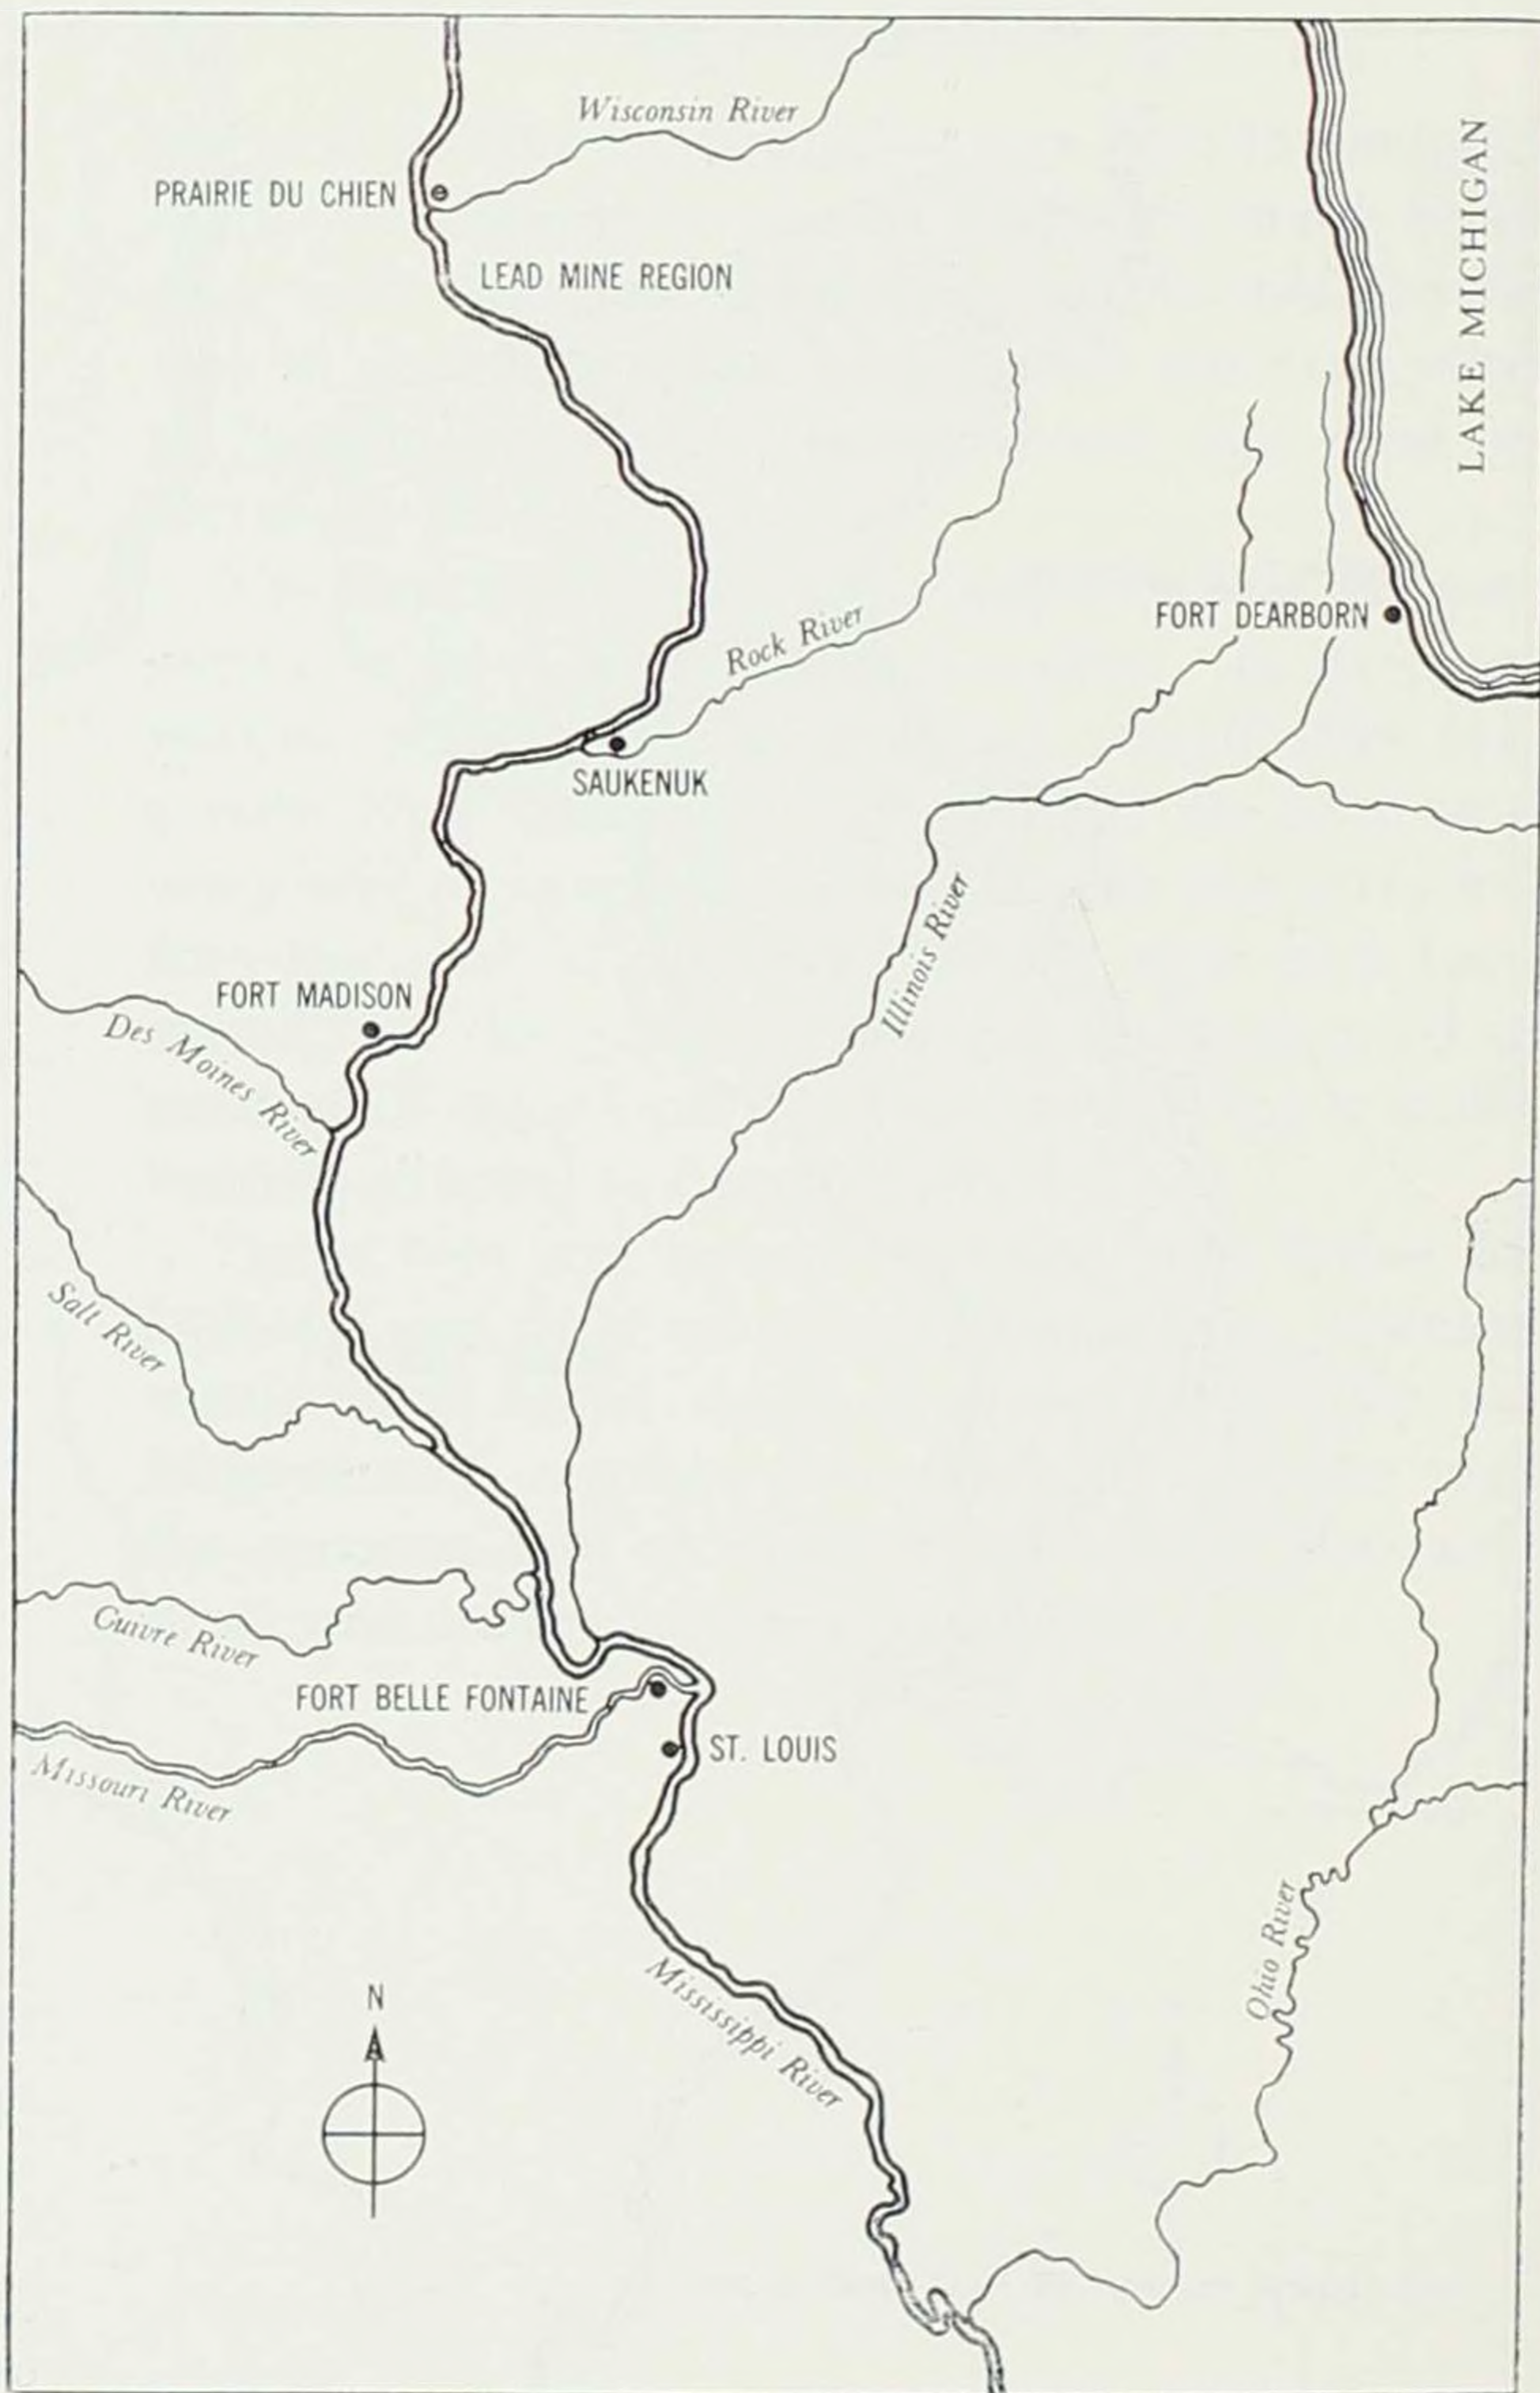 Wisconsin River
PRAIRIE DU CHIEN
LEAD MINE REGION
LAKE MICHIGAN
Rock River
FORT DEARBORN
SAUKENUK
Illinois River
FORT MADISON
Des Moines River
Salt River
Cuivre River
FORT BELLE FONTAINE
ST. LOUIS
Missouri River
Ohio River
Mississippi River
N